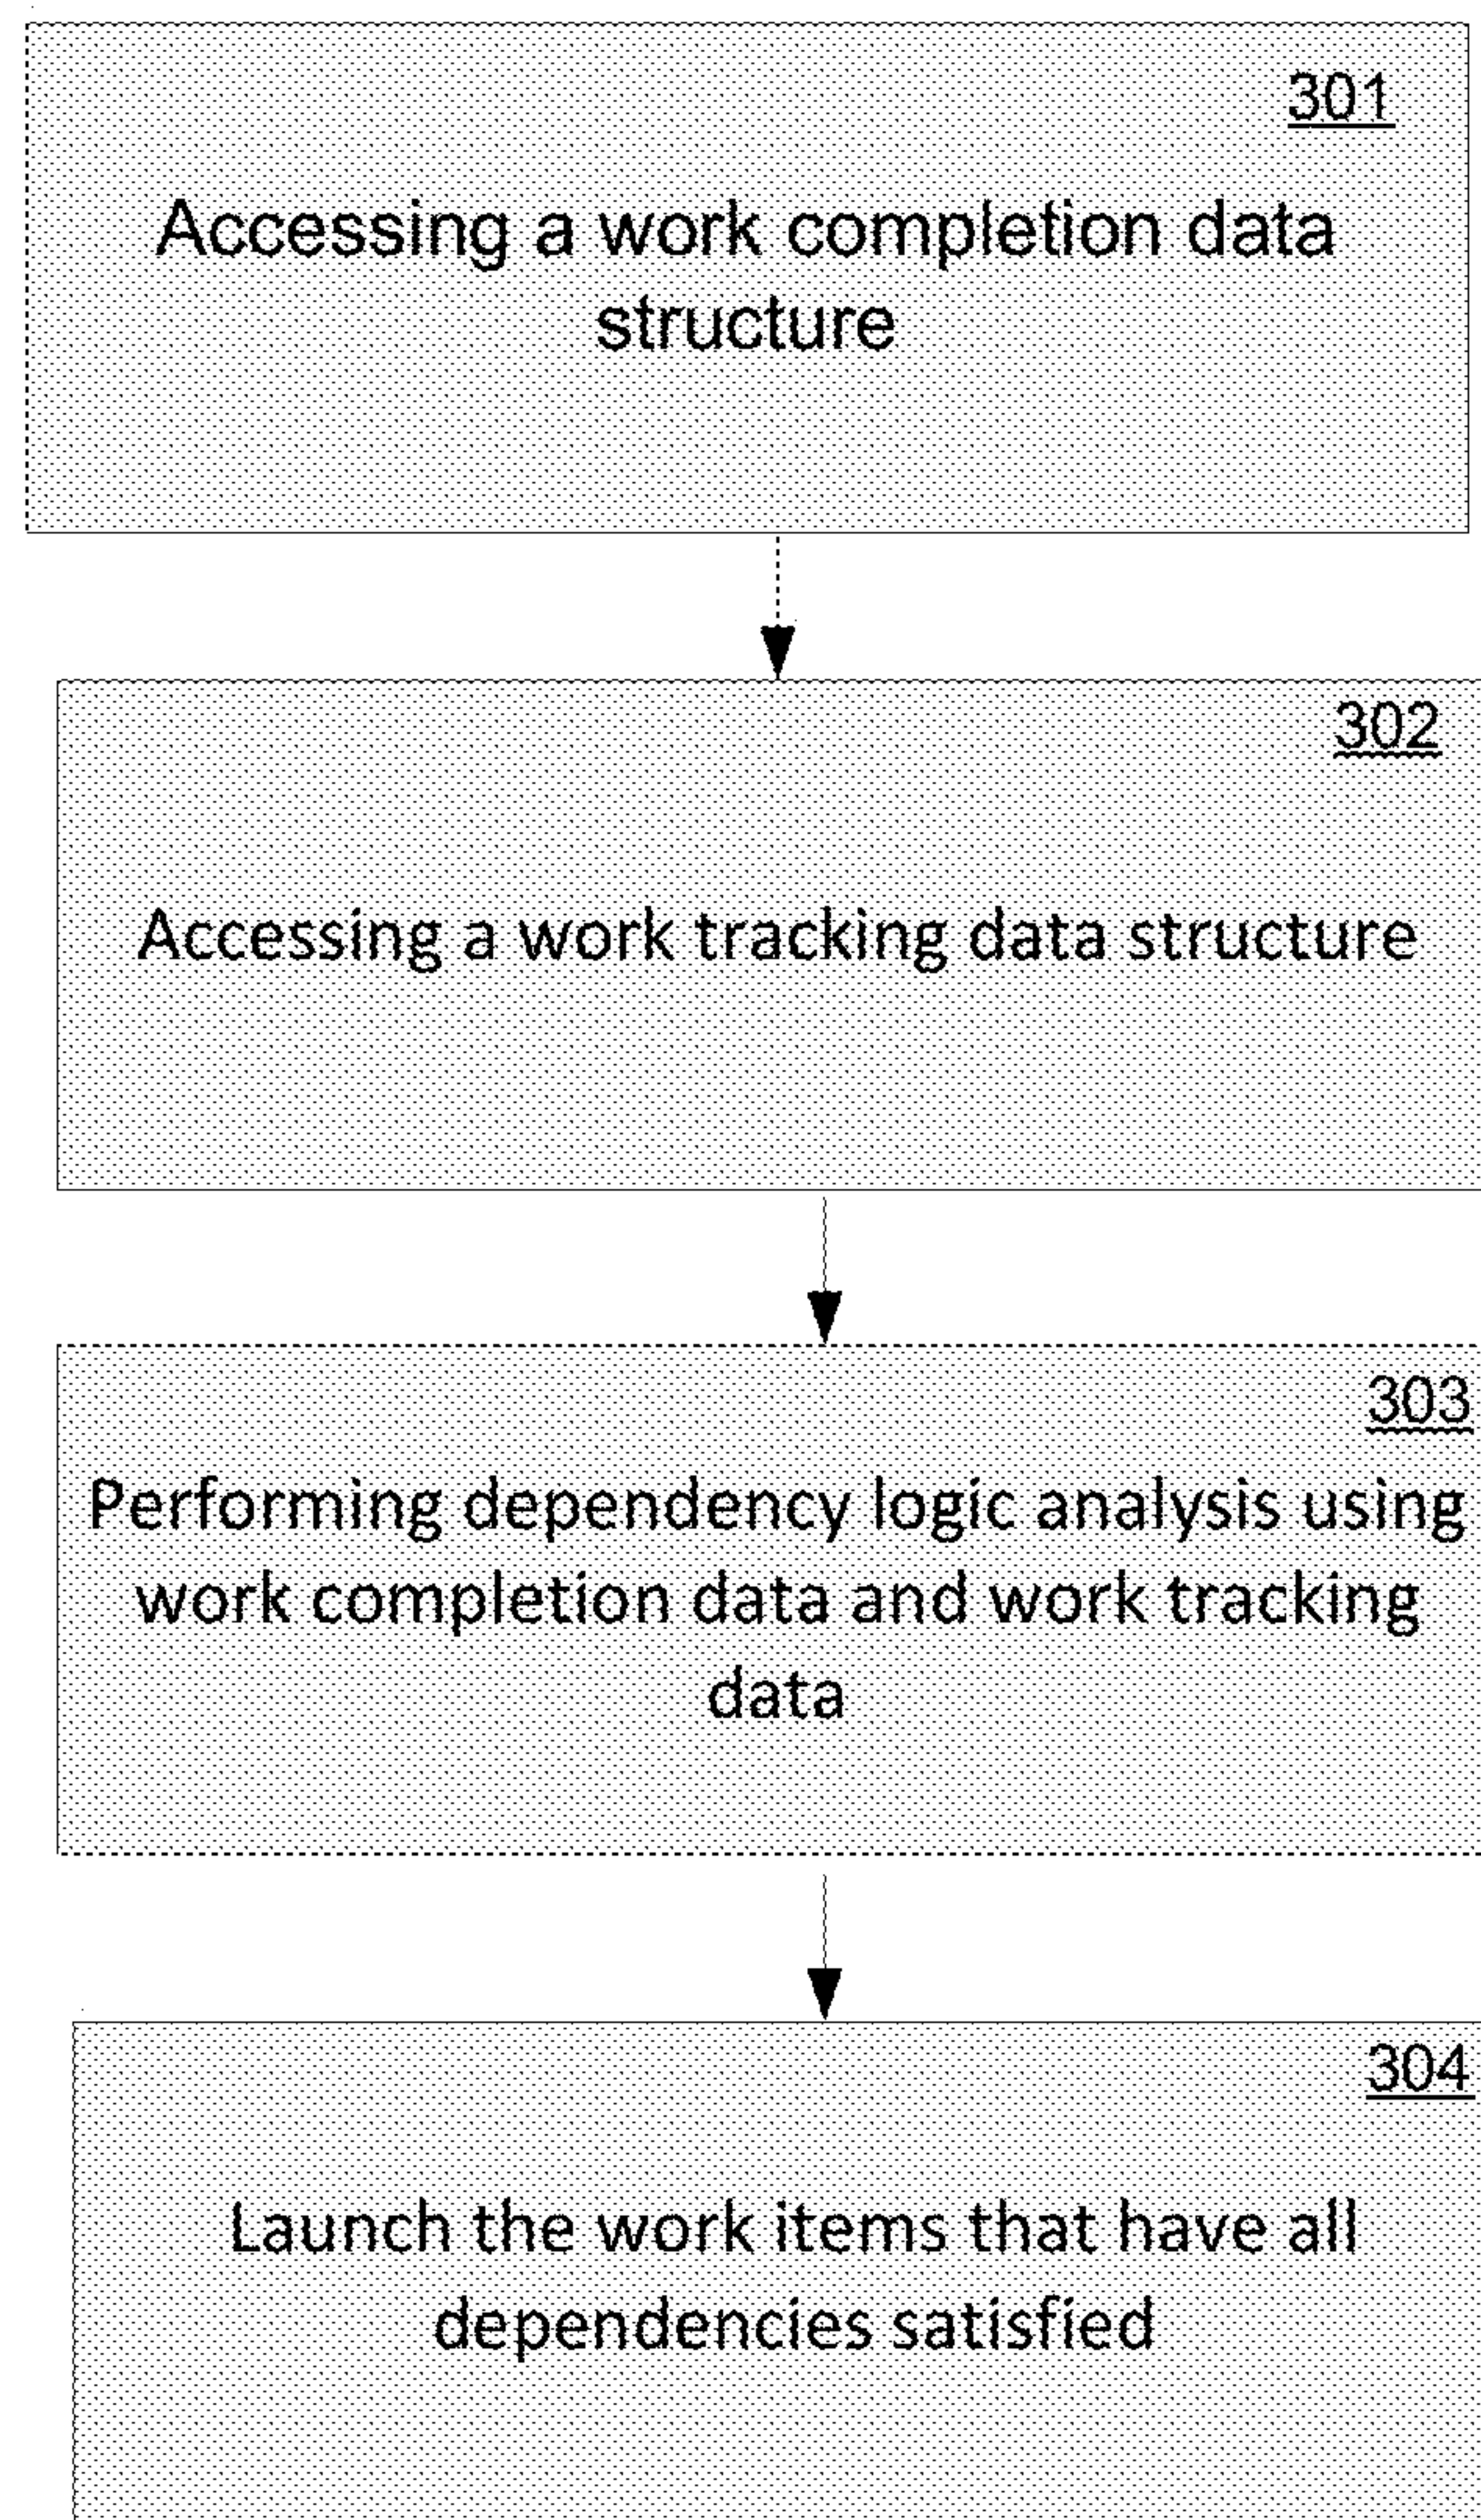 301
Accessing a work completion data
structure
302
Accessing a work tracking data structure
303
Performing dependency logic analysis using
work completion data and work tracking
data
304
Launch the work items that have all
dependencies satisfied